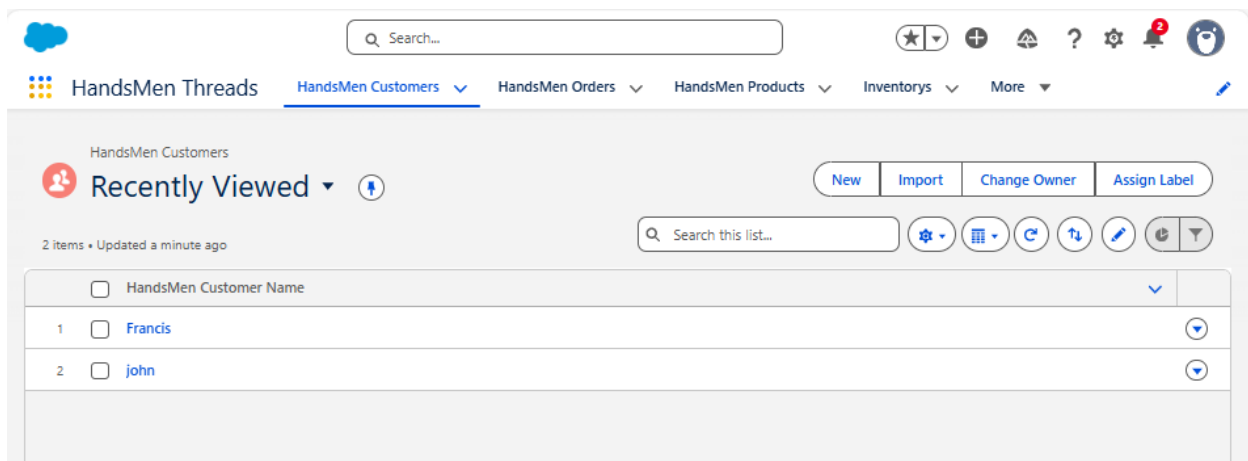 Search...
2
HandsMen Threads HandsMen Customers HandsMen Orders HandsMen Products Inventorys More
HandsMen Customers
Recently Viewed
New Import Change Owner Assign Label
2 items • Updated a minute ago
Search this list...
HandsMen Customer Name
1 Francis
2 john